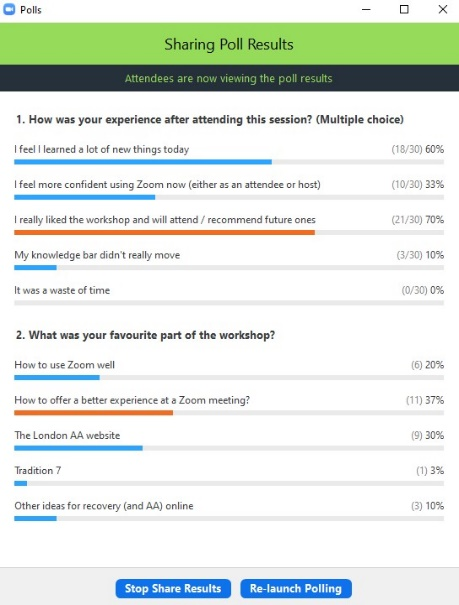 Polls
Sharing Poll Results
Attendees are now viewing the poll results
1. How was your experience after attending this session? (Multiple choice)
I feel I learned a lot of new things today (18/30) 60%
I feel more confident using Zoom now (either as an attendee or host) (10/30) 33%
I really liked the workshop and will attend / recommend future ones (21/30) 70%
My knowledge bar didn't really move (3/30) 10%
It was a waste of time (0/30) 0%
2. What was your favourite part of the workshop?
How to use Zoom well (6) 20%
How to offer a better experience at a Zoom meeting? (11) 37%
The London AA website (9) 30%
Tradition 7 (1) 3%
Other ideas for recovery (and AA) online (3) 10%
Stop Share Results Re-launch Polling